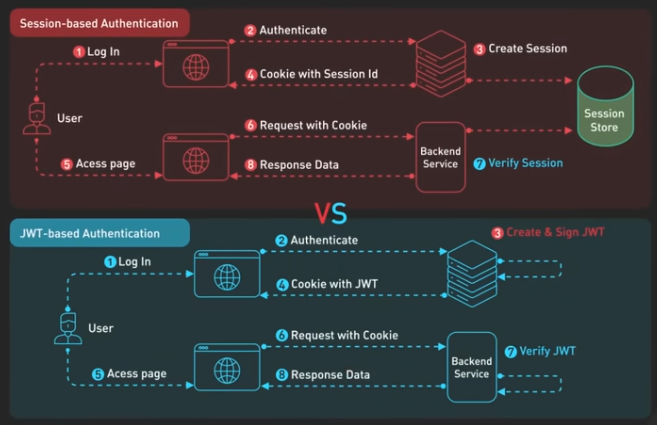 Session-based Authentication
1 Log In
2 Authenticate
3 Create Session
4 Cookie with Session Id
User
Session
Store
5 Acess page
6 Request with Cookie
Backend
Service
8 Response Data
7 Verify Session
VS
JWT-based Authentication
1 Log In
2 Authenticate
3 Create & Sign JWT
4 Cookie with JWT
User
5 Acess page
6 Request with Cookie
Backend
Service
7 Verify JWT
8 Response Data